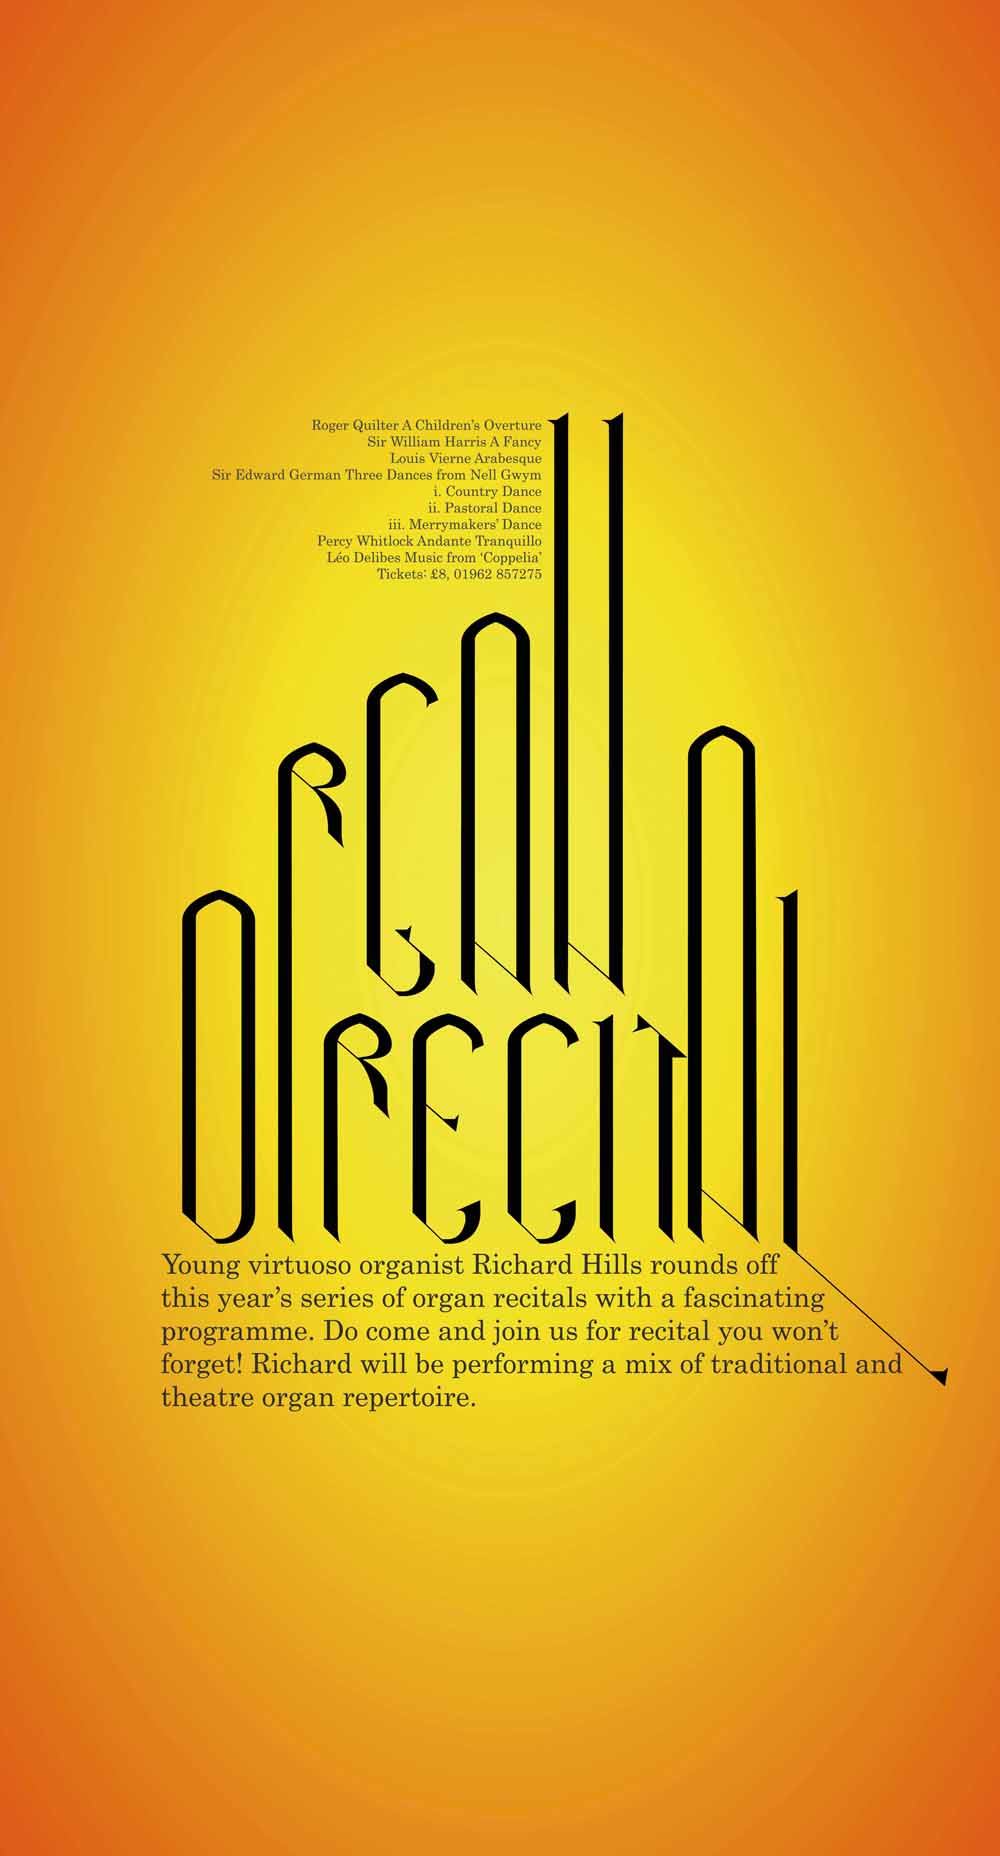 Roger Quilter A Children's Overture
Sir William Harris A Fancy
Louis Vierne Arabesque
Sir Edward German Three Dances from Nell Gwym
i. Country Dance
ii. Pastoral Dance
iii. Merrymakers' Dance
Percy Whitlock Andante Tranquillo
Léo Delibes Music from ‘Coppelia’
Tickets: £8, 01962 857275
ORGAN
RECITAL
Young virtuoso organist Richard Hills rounds off
this year's series of organ recitals with a fascinating
programme. Do come and join us for recital you won't
forget! Richard will be performing a mix of traditional and
theatre organ repertoire.